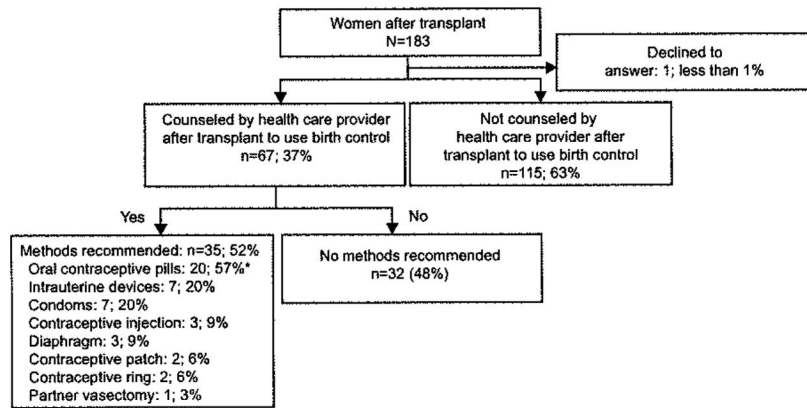 Women after transplant
N=183
Declined to
answer: 1; less than 1%
Counseled by health care provider
after transplant to use birth control
n=67; 37%
Not counseled by
health care provider after
transplant to use birth control
n=115; 63%
Yes
No
Methods recommended: n=35; 52%
Oral contraceptive pills: 20; 57%*
Intrauterine devices: 7; 20%
Condoms: 7; 20%
Contraceptive injection: 3; 9%
Diaphragm: 3; 9%
Contraceptive patch: 2; 6%
Contraceptive ring: 2; 6%
Partner vasectomy: 1; 3%
No methods recommended
n=32 (48%)